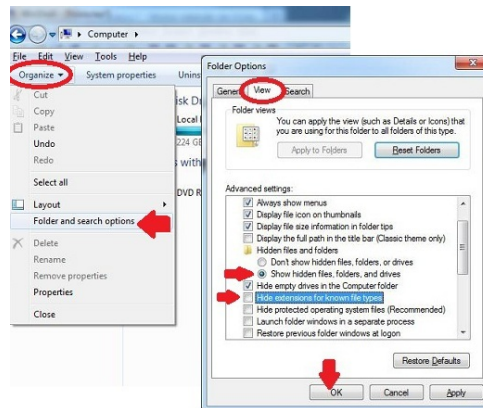 Computer
File Edit View Tools Help
Organize System properties Unins
Cut
Copy
Paste
Undo
Redo
Select all
Layout
Folder and search options
Delete
Rename
Remove properties
Properties
Close
isk Dr
Local
224 GB
s with
DVD R
Folder Options
General View Search
Folder views
You can apply the view (such as Details or Icons) that
you are using for this folder to all folders of this type.
Apply to Folders Reset Folders
Advanced settings:
Always show menus
Display file icon on thumbnails
Display file size information in folder tips
Display the full path in the title bar (Classic theme only)
Hidden files and folders
Don't show hidden files, folders, or drives
Show hidden files, folders, and drives
Hide empty drives in the Computer folder
Hide extensions for known file types
Hide protected operating system files (Recommended)
Launch folder windows in a separate process
Restore previous folder windows at logon
Restore Defaults
OK Cancel Apply